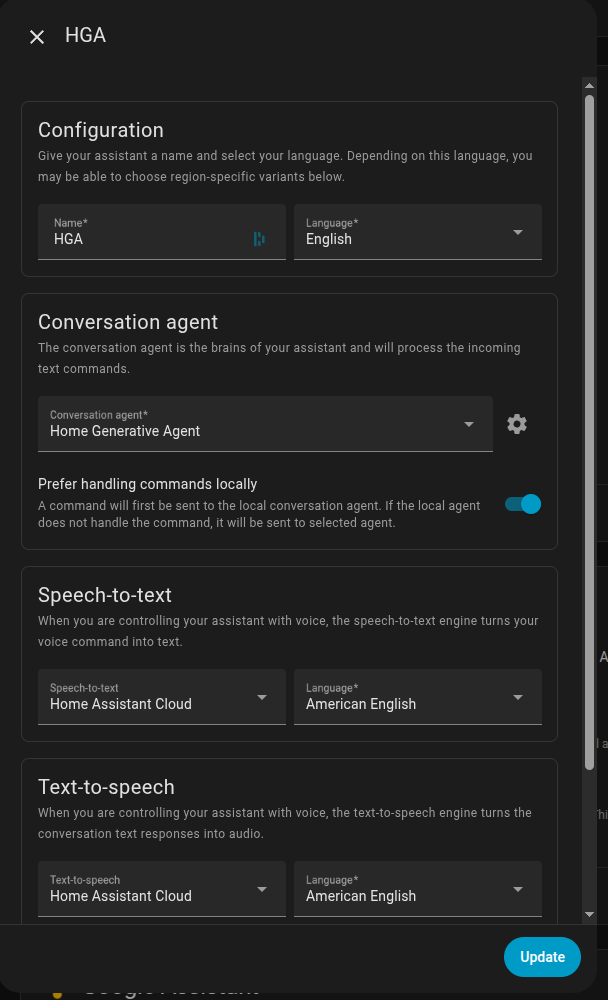 HGA
Configuration
Give your assistant a name and select your language. Depending on this language, you
may be able to choose region-specific variants below.
Name*
HGA
Language*
English
Conversation agent
The conversation agent is the brains of your assistant and will process the incoming
text commands.
Conversation agent*
Home Generative Agent
Prefer handling commands locally
A command will first be sent to the local conversation agent. If the local agent
does not handle the command, it will be sent to selected agent.
Speech-to-text
When you are controlling your assistant with voice, the speech-to-text engine turns your
voice command into text.
Speech-to-text
Home Assistant Cloud
Language*
American English
Text-to-speech
When you are controlling your assistant with voice, the text-to-speech engine turns the
conversation text responses into audio.
Text-to-speech
Home Assistant Cloud
Language*
American English
Update
Google Assistant